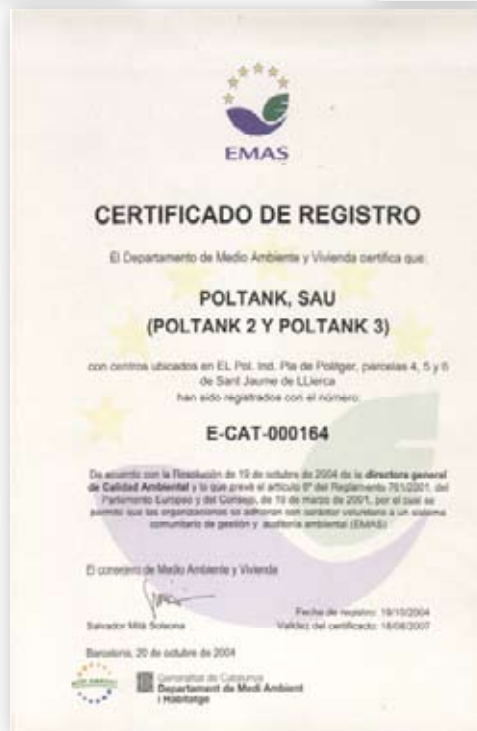 EMAS
CERTIFICADO DE REGISTRO
El Departamento de Medio Ambiente y Vivienda certifica que:
POLTANK, SAU
(POLTANK 2 Y POLTANK 3)
con centros ubicados en EL Pol. Ind. Pla de Politger, parcelas 4, 5 y 6
de Sant Jaume de LLierca
han sido registrados con el número:
E-CAT-000164
De acuerdo con la Resolución de 19 de octubre de 2004 de la directora general
de Calidad Ambiental y lo que prevé el artículo 6º del Reglamento 761/2001, del
Parlamento Europeo y del Consejo, de 19 de marzo de 2001, por el cual se
permite que las organizaciones se adhieran con carácter voluntario a un sistema
comunitario de gestión y auditoría ambiental (EMAS)
El consejero de Medio Ambiente y Vivienda
Salvador Milà Solsona
Fecha de registro: 19/10/2004
Validez del certificado: 18/08/2007
Barcelona, 20 de octubre de 2004
Generalitat de Catalunya
Departament de Medi Ambient
i Habitatge